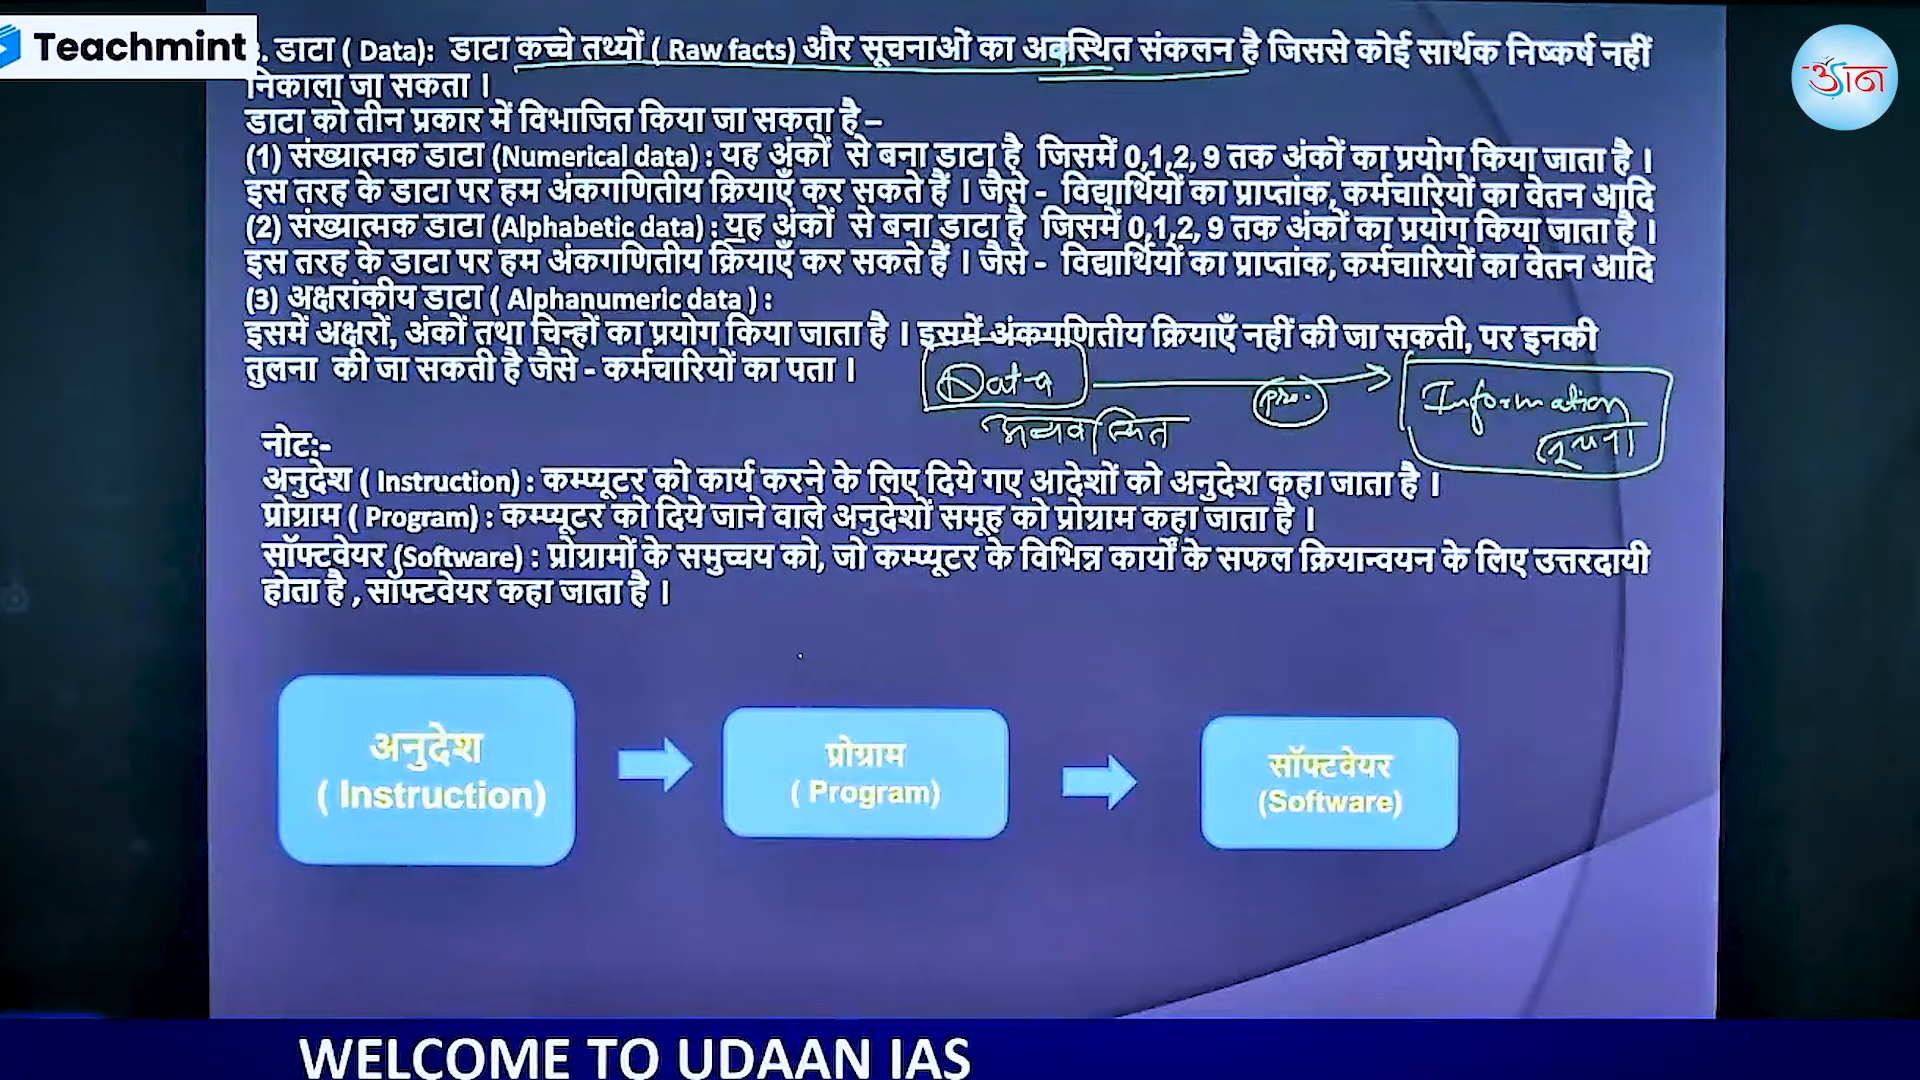 Teachmint
. डाटा ( Data): डाटा कच्चे तथ्यों ( Raw facts) और सूचनाओं का अवस्थित संकलन है जिससे कोई सार्थक निष्कर्ष नहीं
निकाला जा सकता ।
उड़ान
डाटा को तीन प्रकार में विभाजित किया जा सकता है –
(1) संख्यात्मक डाटा (Numerical data) : यह अंकों से बना डाटा है जिसमें 0,1,2, 9 तक अंकों का प्रयोग किया जाता है ।
इस तरह के डाटा पर हम अंकगणितीय क्रियाएँ कर सकते हैं । जैसे - विद्यार्थियों का प्राप्तांक, कर्मचारियों का वेतन आदि
(2) संख्यात्मक डाटा (Alphabetic data) : यह अंकों से बना डाटा है जिसमें 0,1,2, 9 तक अंकों का प्रयोग किया जाता है ।
इस तरह के डाटा पर हम अंकगणितीय क्रियाएँ कर सकते हैं । जैसे - विद्यार्थियों का प्राप्तांक, कर्मचारियों का वेतन आदि
(3) अक्षरांकीय डाटा ( Alphanumeric data ) :
इसमें अक्षरों, अंकों तथा चिन्हों का प्रयोग किया जाता है । इसमें अंकगणितीय क्रियाएँ नहीं की जा सकती, पर इनकी
तुलना की जा सकती है जैसे - कर्मचारियों का पता ।
Data
pro.
Information
अव्यवस्थित
सूचना
नोट:-
अनुदेश ( Instruction) : कम्प्यूटर को कार्य करने के लिए दिये गए आदेशों को अनुदेश कहा जाता है ।
प्रोग्राम ( Program) : कम्प्यूटर को दिये जाने वाले अनुदेशों समूह को प्रोग्राम कहा जाता है ।
सॉफ्टवेयर (Software) : प्रोग्रामों के समुच्चय को, जो कम्प्यूटर के विभिन्न कार्यों के सफल क्रियान्वयन के लिए उत्तरदायी
होता है , सॉफ्टवेयर कहा जाता है ।
अनुदेश
( Instruction)
प्रोग्राम
( Program)
सॉफ्टवेयर
(Software)
WELCOME TO UDAAN IAS